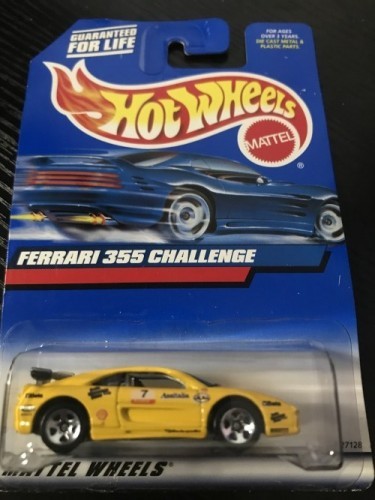 GUARANTEED
FOR LIFE
FOR AGES
OVER 3 YEARS.
DIE CAST METAL &
PLASTIC PARTS.
HOT WHEELS
MATTEL
®
FERRARI 355 CHALLENGE
7
27128
MATTEL WHEELS®